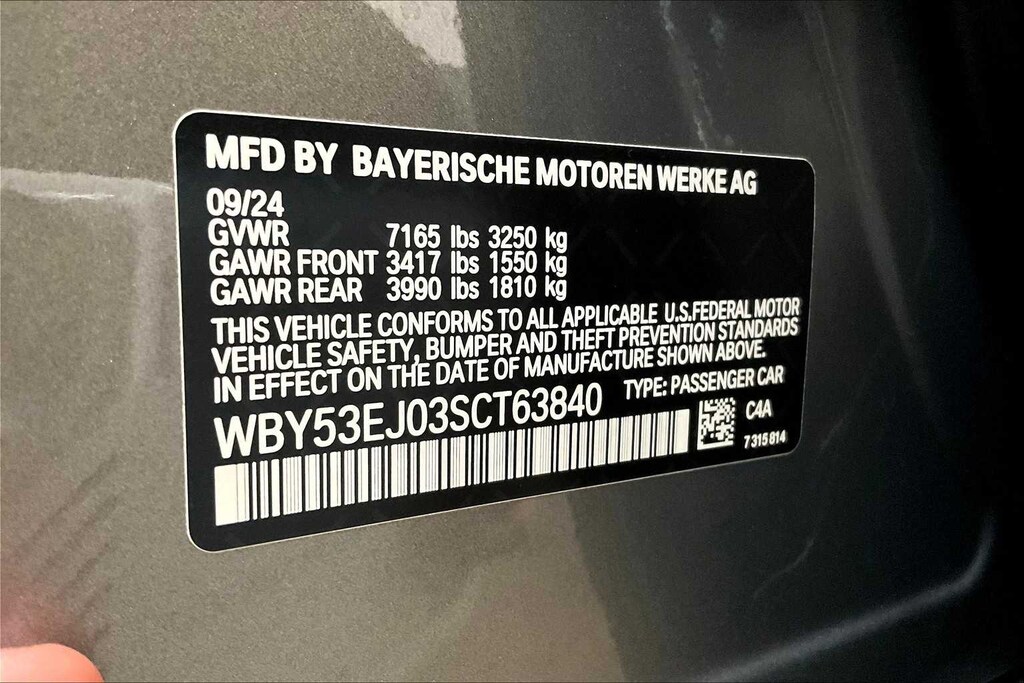 MFD BY BAYERISCHE MOTOREN WERKE AG
09/24
GVWR 7165 lbs 3250 kg
GAWR FRONT 3417 lbs 1550 kg
GAWR REAR 3990 lbs 1810 kg
THIS VEHICLE CONFORMS TO ALL APPLICABLE U.S.FEDERAL MOTOR
VEHICLE SAFETY, BUMPER AND THEFT PREVENTION STANDARDS
IN EFFECT ON THE DATE OF MANUFACTURE SHOWN ABOVE.
WBY53EJ03SCT63840 TYPE: PASSENGER CAR
C4A
7315814